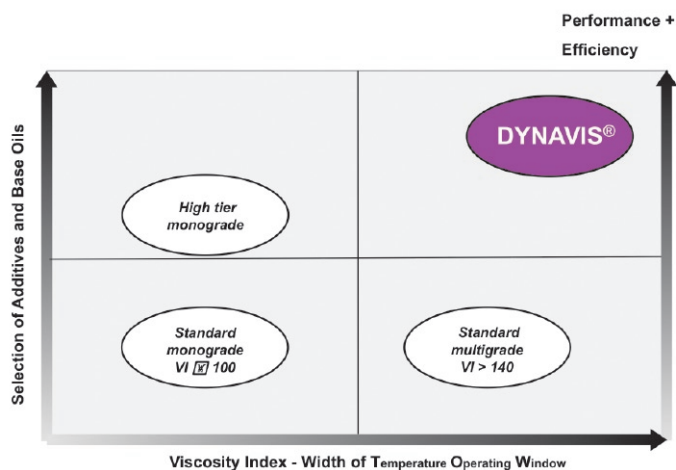 Performance +
Efficiency
Selection of Additives and Base Oils
DYNAVIS®
High tier
monograde
Standard
monograde
VI 100
Standard
multigrade
VI > 140
Viscosity Index - Width of Temperature Operating Window